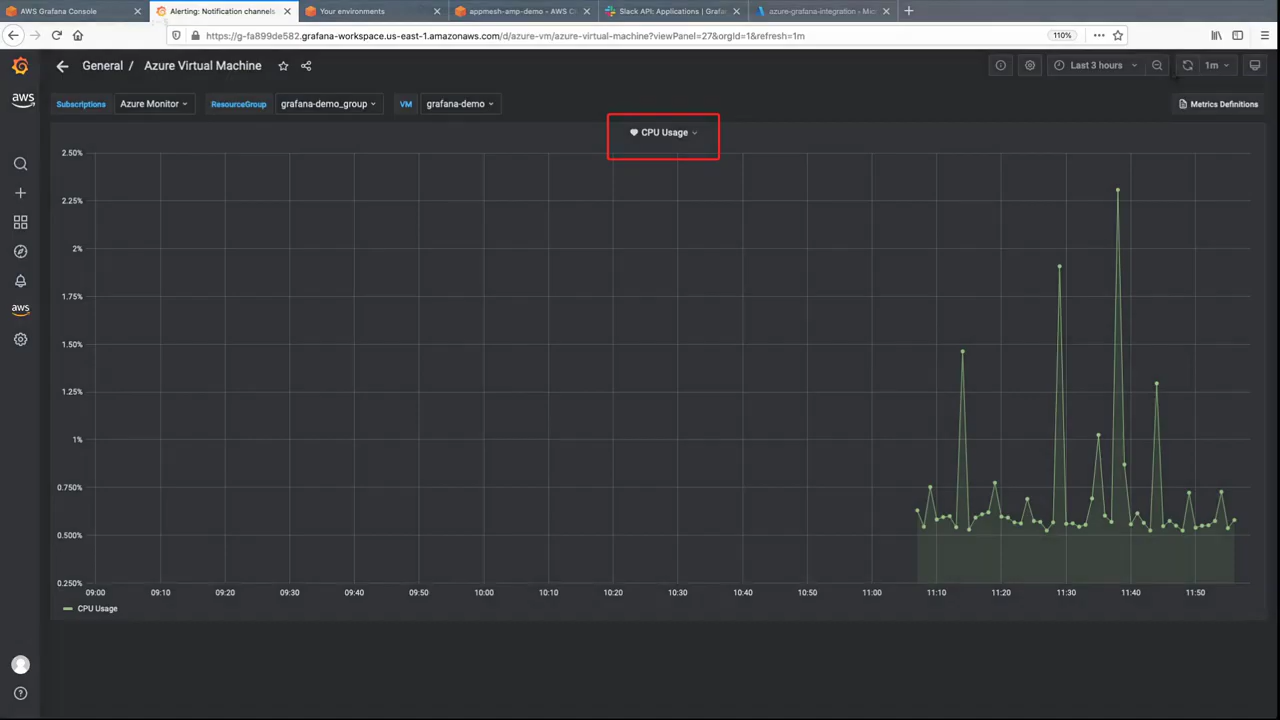 AWS Grafana Console
Alerting: Notification channels
Your environments
appmesh-amp-demo – AWS C
Slack API: Applications | Grafan
azure-grafana-integration – Micr
https://g-fa899de582.grafana-workspace.us-east-1.amazonaws.com/d/azure-vm/azure-virtual-machine?viewPanel=27&orgId=1&refresh=1m
110%
General / Azure Virtual Machine
Last 3 hours
1m
aws
Subscriptions
Azure Monitor
ResourceGroup
grafana-demo_group
VM
grafana-demo
Metrics Definitions
CPU Usage
2.50%
2.25%
2%
1.75%
1.50%
1.25%
1%
0.750%
0.500%
0.250%
aws
09:00 09:10 09:20 09:30 09:40 09:50 10:00 10:10 10:20 10:30 10:40 10:50 11:00 11:10 11:20 11:30 11:40 11:50
CPU Usage